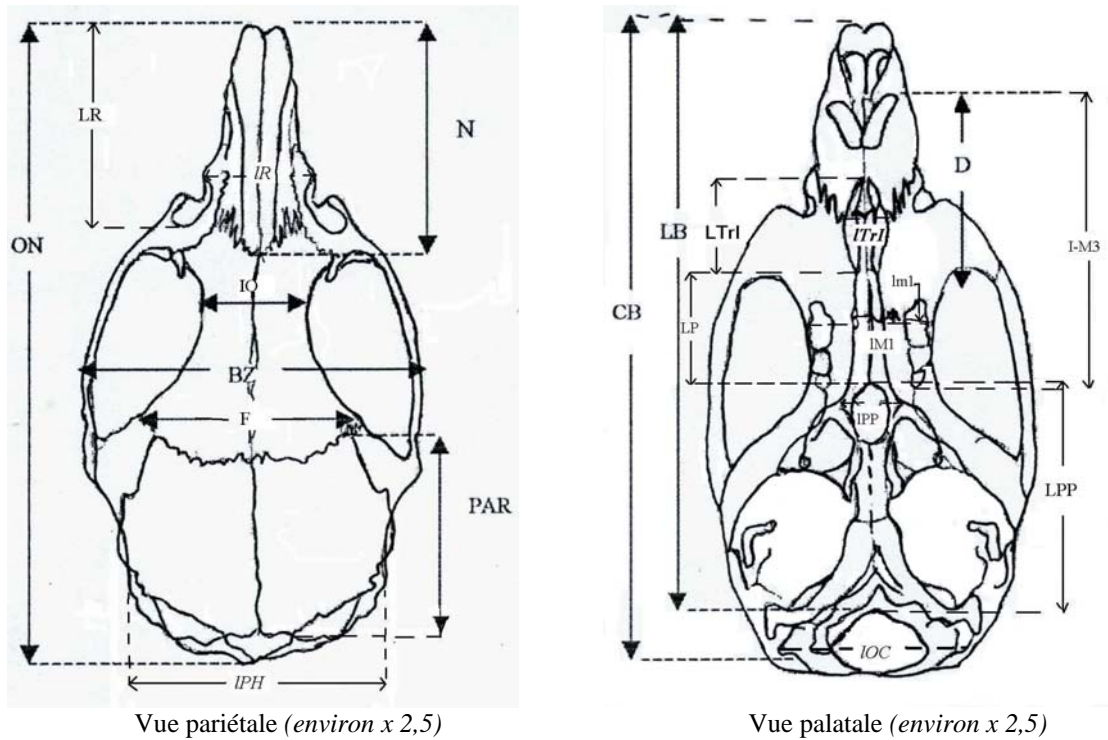 LR
N
lR
ON
IO
BZ
F
PAR
lPH
Vue pariétale (environ x 2,5)
CB
LB
D
LTrI
lTrI
I-M3
lm1
LP
lM1
lPP
LPP
lOC
Vue palatale (environ x 2,5)